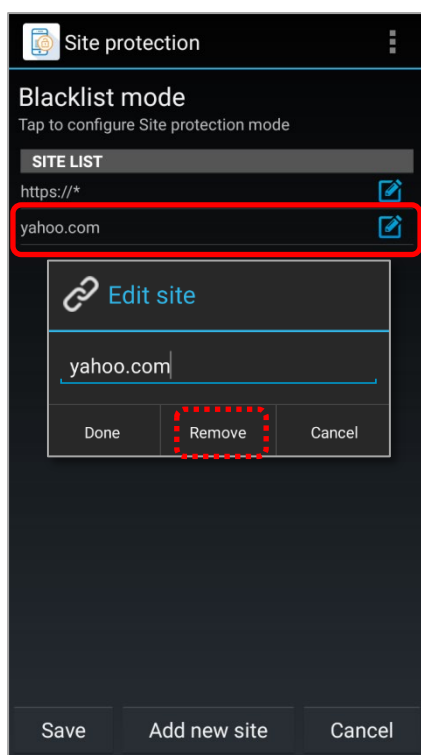 Site protection
Blacklist mode
Tap to configure Site protection mode
SITE LIST
https://*
yahoo.com
Edit site
yahoo.com
Done Remove Cancel
Save Add new site Cancel